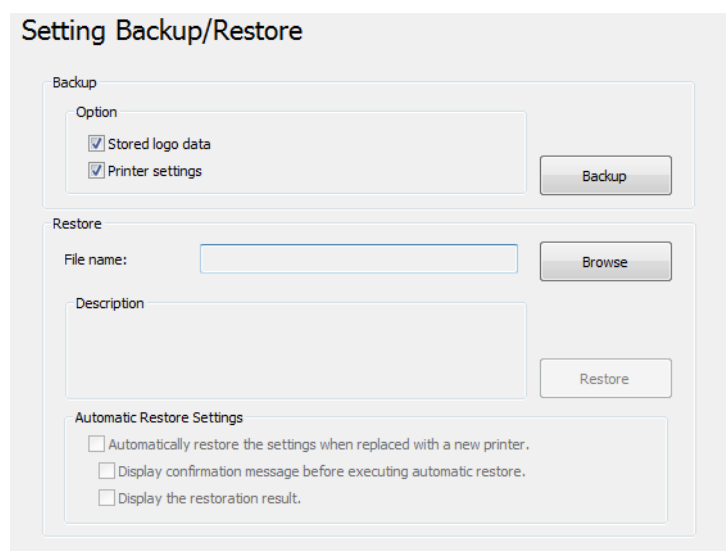 Setting Backup/Restore
Backup
Option
Stored logo data
Printer settings
Backup
Restore
File name:
Browse
Description
Restore
Automatic Restore Settings
Automatically restore the settings when replaced with a new printer.
Display confirmation message before executing automatic restore.
Display the restoration result.